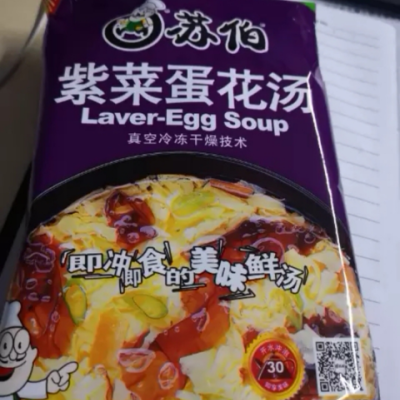 苏伯
紫菜蛋花汤
Laver-Egg Soup
真空冷冻干燥技术
即冲即食的美味鲜汤
30